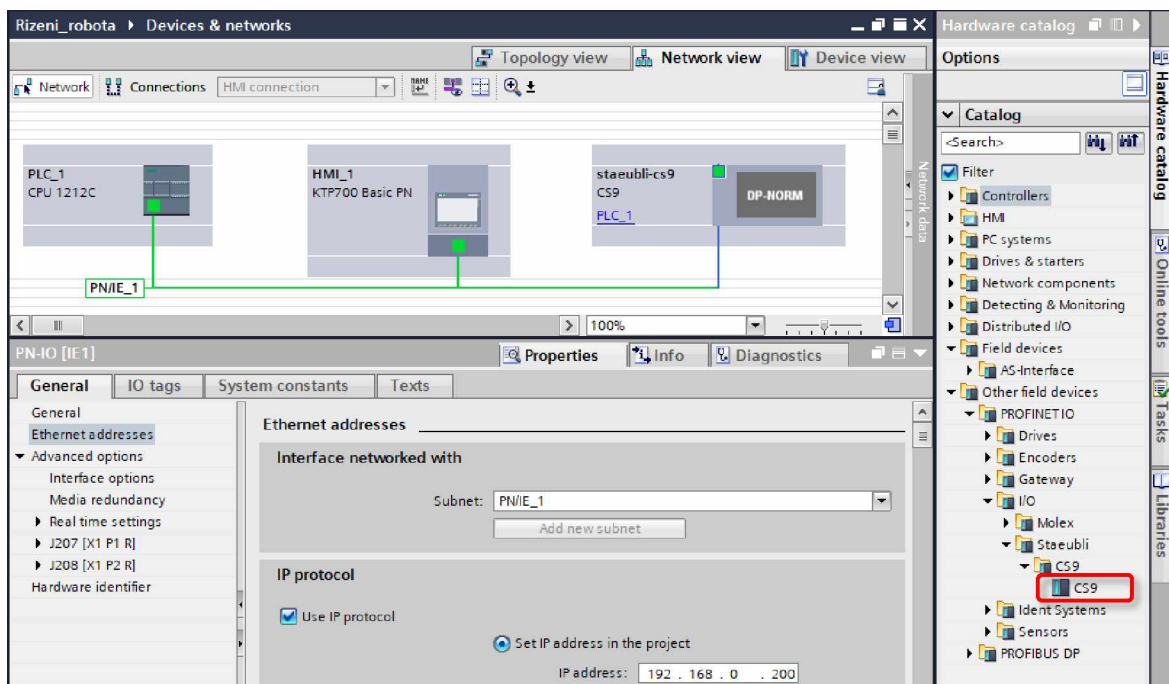 Rizeni_robota ▸ Devices & networks
Topology view
Network view
Device view
Network
Connections
HMI connection
PLC_1
CPU 1212C
HMI_1
KTP700 Basic PN
staeubli-cs9
CS9
PLC_1
DP-NORM
PN/IE_1
Network data
100%
PN-IO [IE1]
Properties
Info
Diagnostics
General
IO tags
System constants
Texts
General
Ethernet addresses
Advanced options
Interface options
Media redundancy
Real time settings
J207 [X1 P1 R]
J208 [X1 P2 R]
Hardware identifier
Ethernet addresses
Interface networked with
Subnet: PN/IE_1
Add new subnet
IP protocol
Use IP protocol
Set IP address in the project
IP address: 192 . 168 . 0 . 200
Hardware catalog
Options
Catalog
<Search>
Filter
Controllers
HMI
PC systems
Drives & starters
Network components
Detecting & Monitoring
Distributed I/O
Field devices
AS-Interface
Other field devices
PROFINET IO
Drives
Encoders
Gateway
I/O
Molex
Staeubli
CS9
CS9
Ident Systems
Sensors
PROFIBUS DP
Hardware catalog
Online tools
Tasks
Libraries